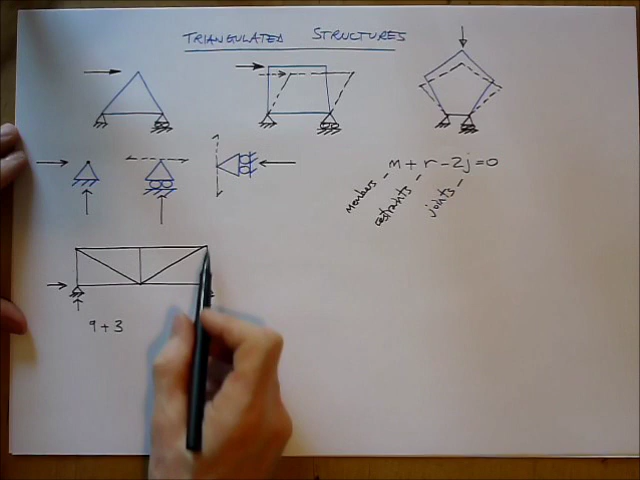 TRIANGULATED STRUCTURES
m + r - 2j = 0
members
restraints
joints
9 + 3